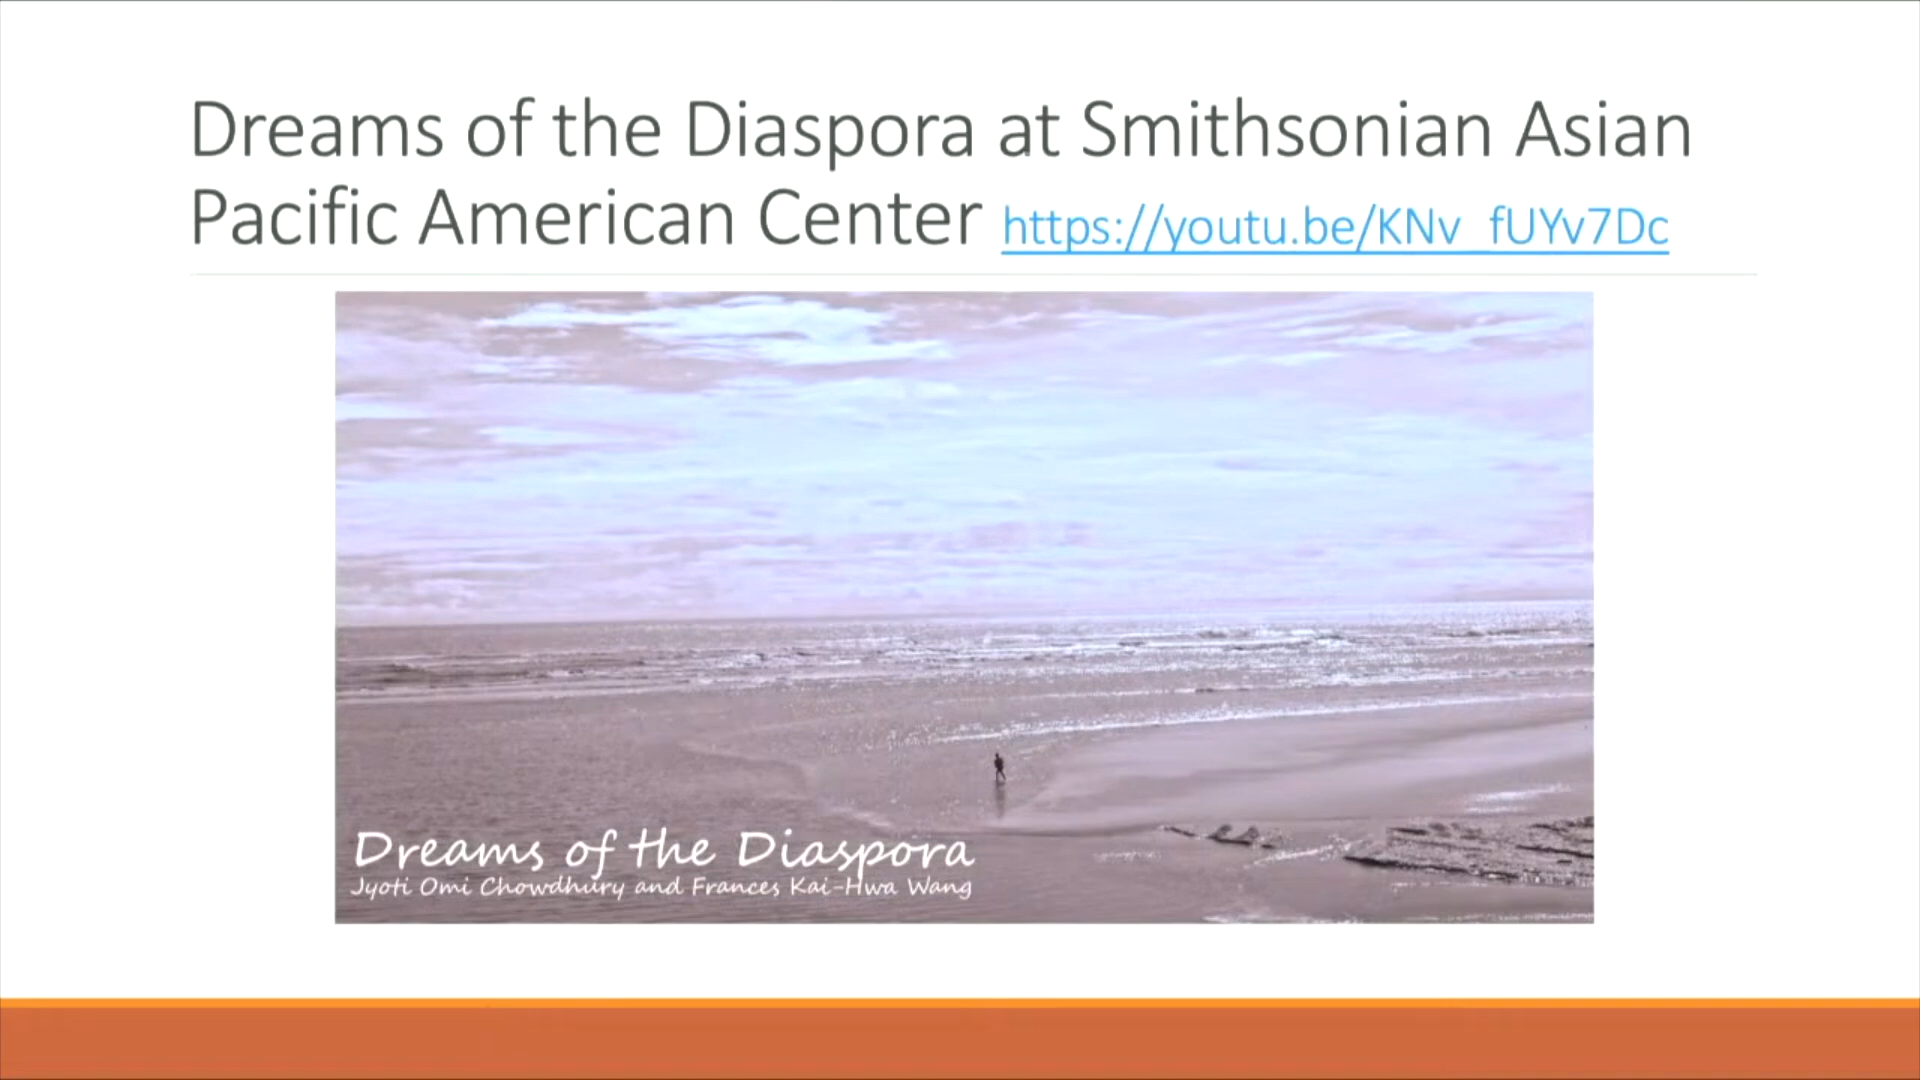 Dreams of the Diaspora at Smithsonian Asian
Pacific American Center https://youtu.be/KNv_fUYv7Dc
Dreams of the Diaspora
Jyoti Omi Chowdhury and Frances Kai-Hwa Wang